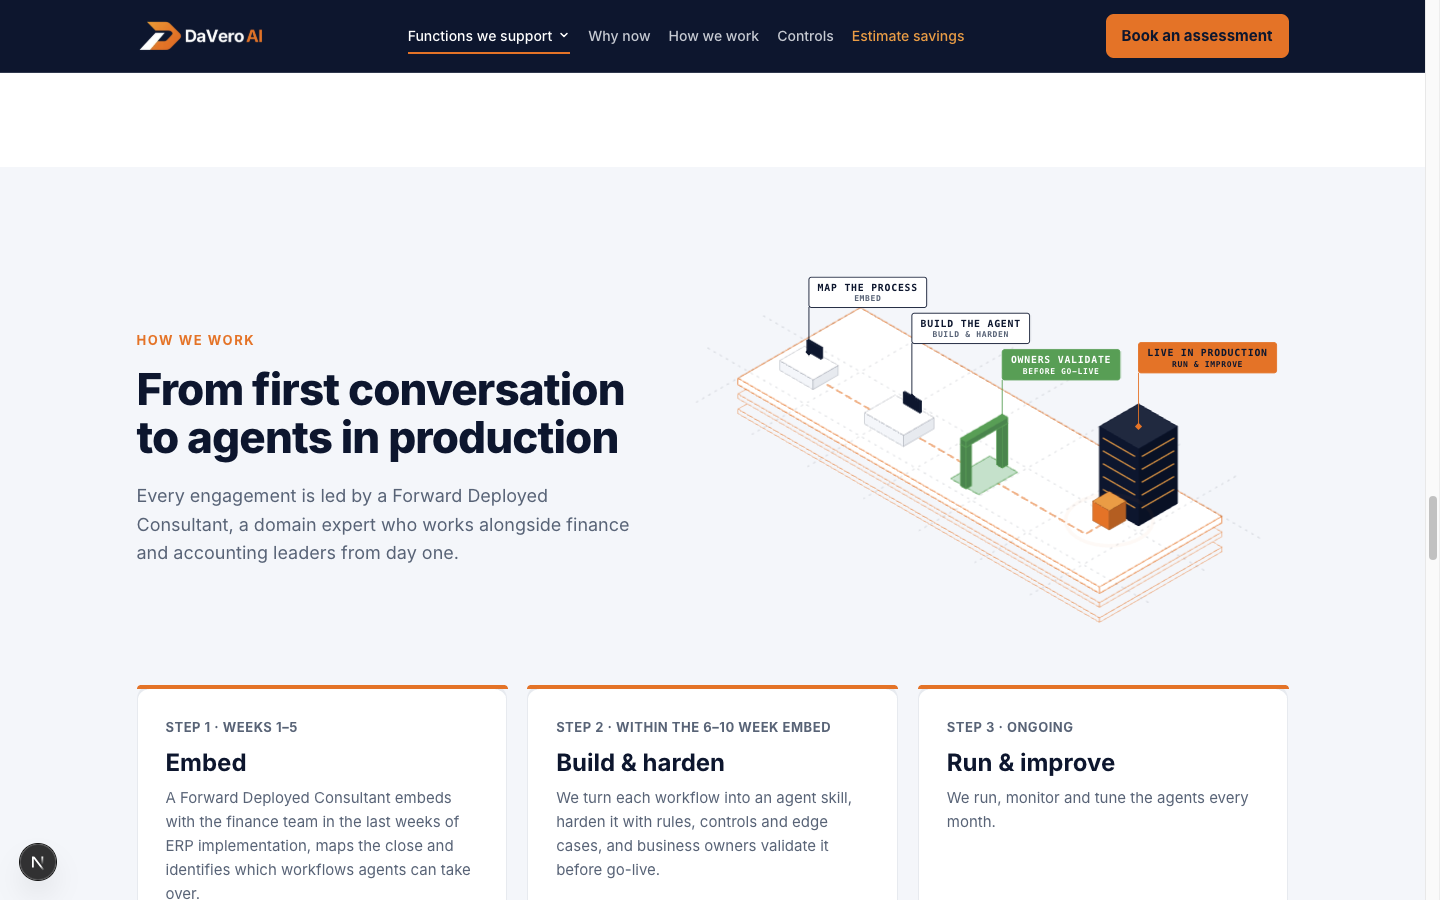 DaVero AI
Functions we support
Why now
How we work
Controls
Estimate savings
Book an assessment
HOW WE WORK
From first conversation
to agents in production
Every engagement is led by a Forward Deployed
Consultant, a domain expert who works alongside finance
and accounting leaders from day one.
MAP THE PROCESS
EMBED
BUILD THE AGENT
BUILD & HARDEN
OWNERS VALIDATE
BEFORE GO-LIVE
LIVE IN PRODUCTION
RUN & IMPROVE
STEP 1 · WEEKS 1–5
Embed
A Forward Deployed Consultant embeds
with the finance team in the last weeks of
ERP implementation, maps the close and
identifies which workflows agents can take
over.
STEP 2 · WITHIN THE 6–10 WEEK EMBED
Build & harden
We turn each workflow into an agent skill,
harden it with rules, controls and edge
cases, and business owners validate it
before go-live.
STEP 3 · ONGOING
Run & improve
We run, monitor and tune the agents every
month.
N